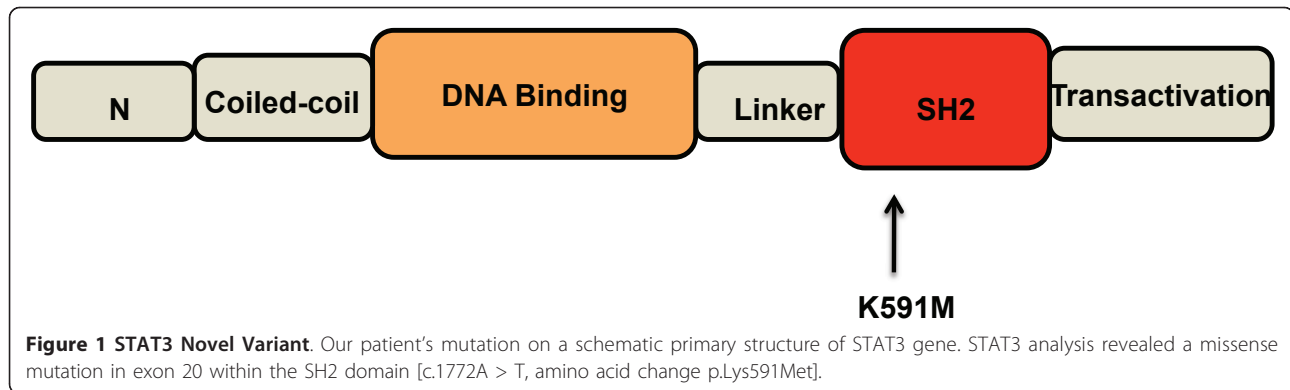 N Coiled-coil DNA Binding Linker SH2 Transactivation
K591M
Figure 1 STAT3 Novel Variant. Our patient's mutation on a schematic primary structure of STAT3 gene. STAT3 analysis revealed a missense
mutation in exon 20 within the SH2 domain [c.1772A > T, amino acid change p.Lys591Met].